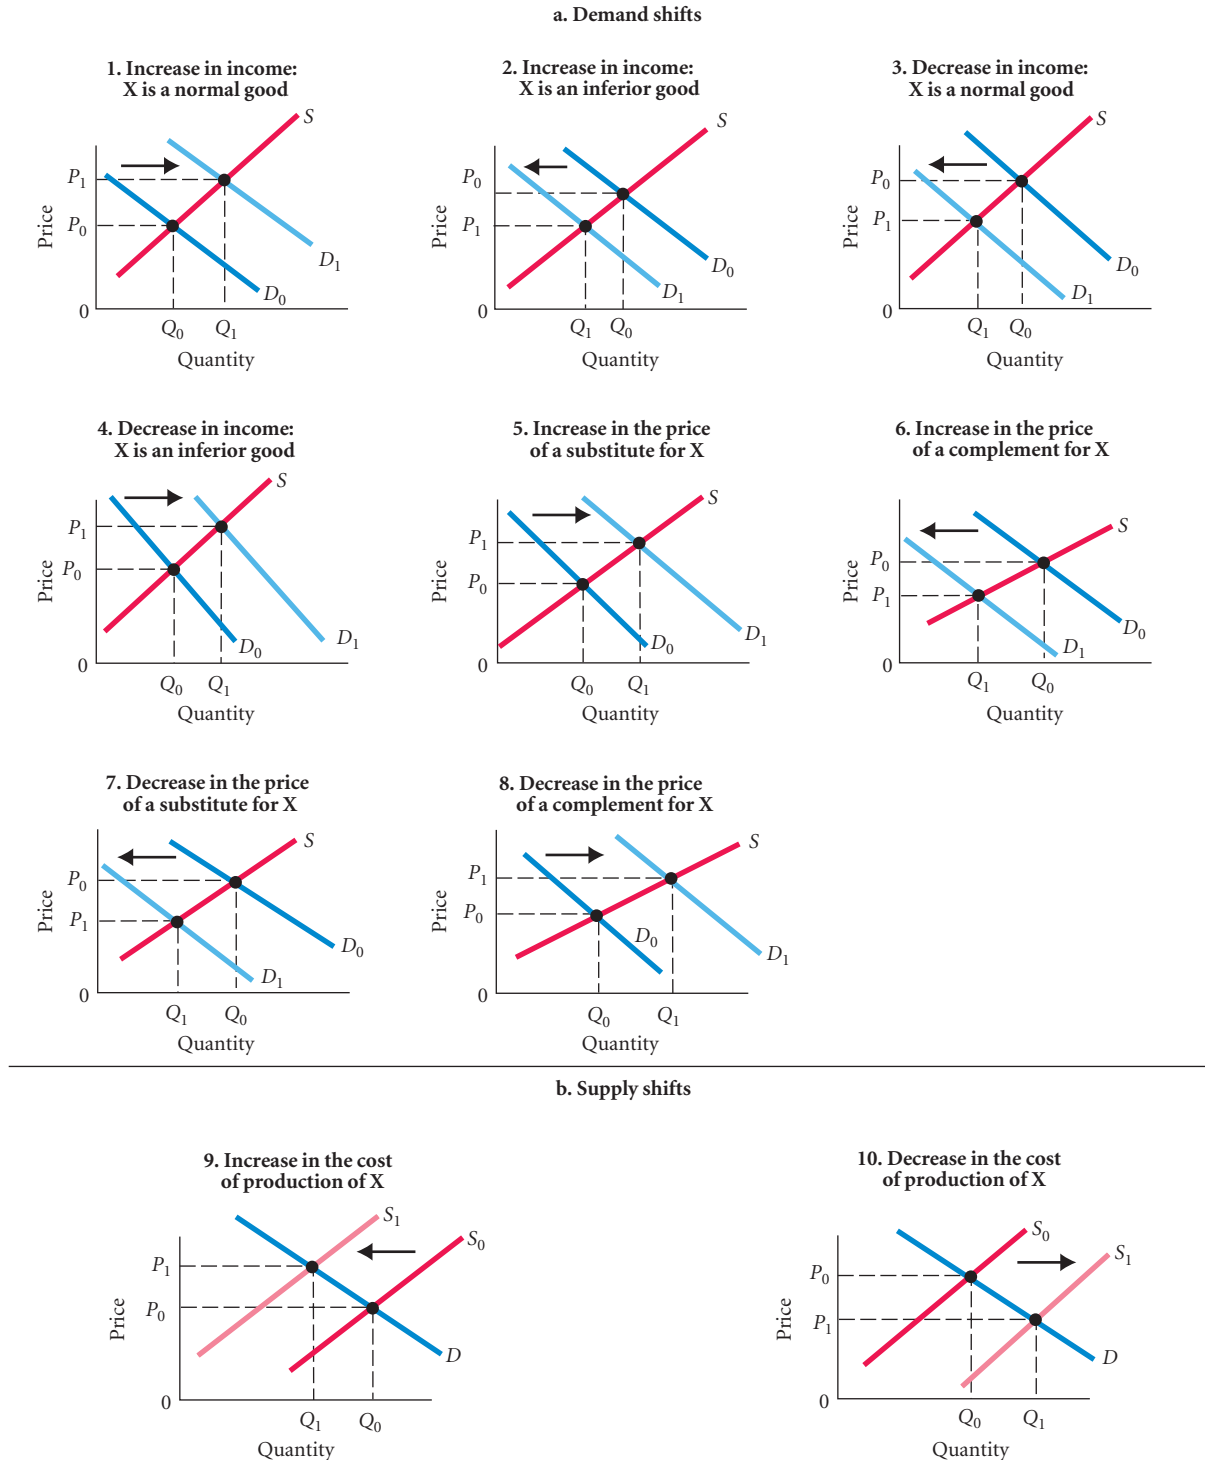 a. Demand shifts
1. Increase in income:
X is a normal good
2. Increase in income:
X is an inferior good
3. Decrease in income:
X is a normal good
S
P₁
P₀
Price
D₁
D₀
0
Q₀ Q₁
Quantity
S
P₀
P₁
Price
D₀
D₁
0
Q₁ Q₀
Quantity
S
P₀
P₁
Price
D₀
D₁
0
Q₁ Q₀
Quantity
4. Decrease in income:
X is an inferior good
5. Increase in the price
of a substitute for X
6. Increase in the price
of a complement for X
S
P₁
P₀
Price
D₀
D₁
0
Q₀ Q₁
Quantity
S
P₁
P₀
Price
D₀
D₁
0
Q₀ Q₁
Quantity
S
P₀
P₁
Price
D₀
D₁
0
Q₁ Q₀
Quantity
7. Decrease in the price
of a substitute for X
8. Decrease in the price
of a complement for X
S
P₀
P₁
Price
D₀
D₁
0
Q₁ Q₀
Quantity
S
P₁
P₀
Price
D₀
D₁
0
Q₀ Q₁
Quantity
b. Supply shifts
9. Increase in the cost
of production of X
10. Decrease in the cost
of production of X
S₁
S₀
P₁
P₀
Price
D
0
Q₁ Q₀
Quantity
S₀
S₁
P₀
P₁
Price
D
0
Q₀ Q₁
Quantity